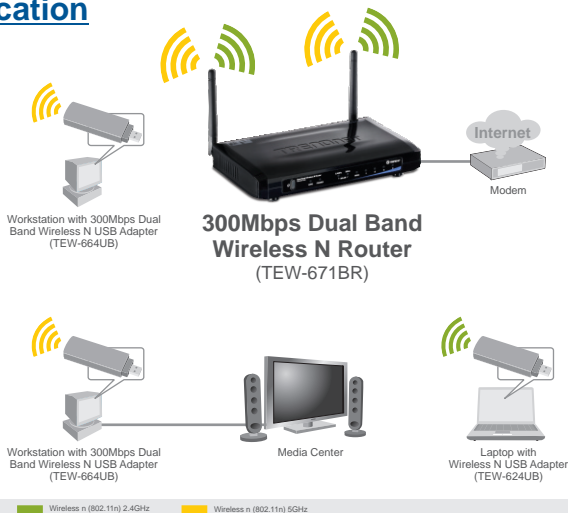 cation
Internet
Modem
Workstation with 300Mbps Dual
Band Wireless N USB Adapter
(TEW-664UB)
TRENDNET
300Mbps Dual Band
Wireless N Router
(TEW-671BR)
Workstation with 300Mbps Dual
Band Wireless N USB Adapter
(TEW-664UB)
Media Center
Laptop with
Wireless N USB Adapter
(TEW-624UB)
Wireless n (802.11n) 2.4GHz
Wireless n (802.11n) 5GHz